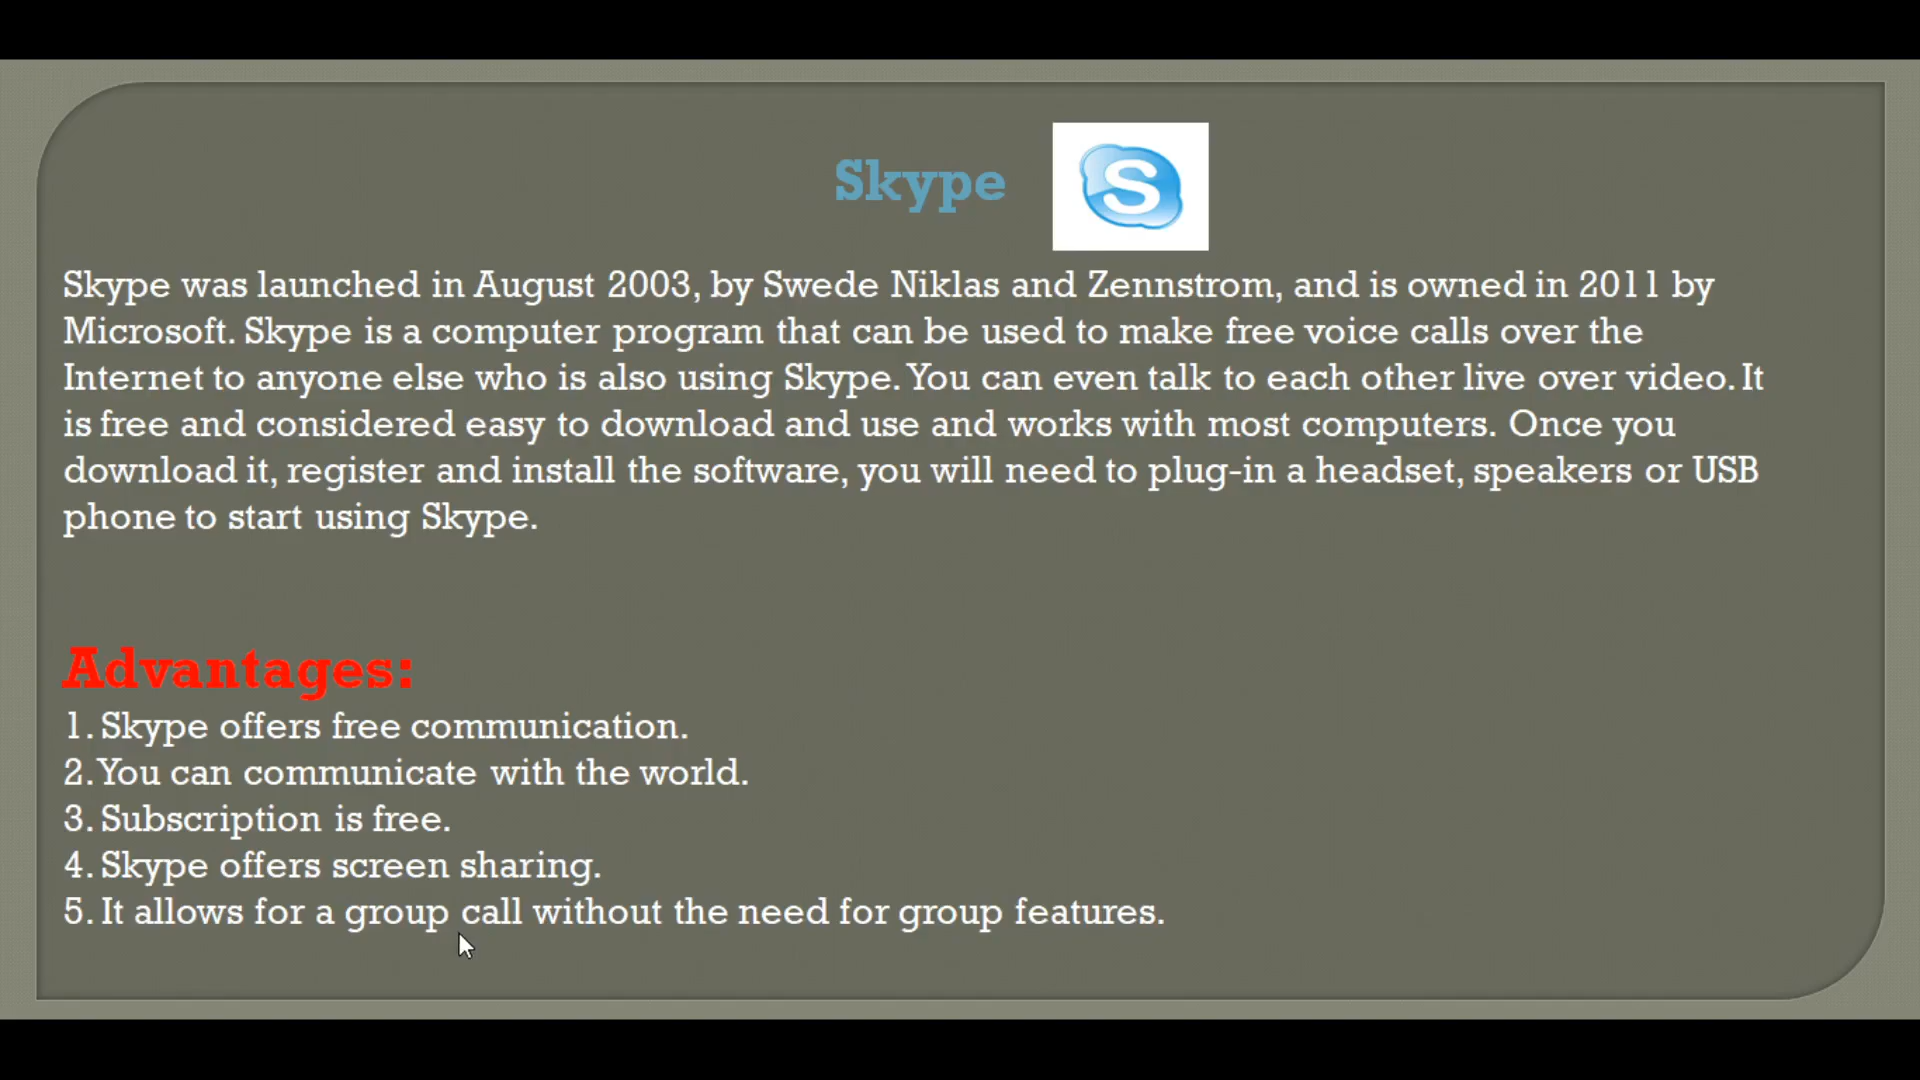 Skype
S
Skype was launched in August 2003, by Swede Niklas and Zennstrom, and is owned in 2011 by
Microsoft. Skype is a computer program that can be used to make free voice calls over the
Internet to anyone else who is also using Skype. You can even talk to each other live over video. It
is free and considered easy to download and use and works with most computers. Once you
download it, register and install the software, you will need to plug-in a headset, speakers or USB
phone to start using Skype.
Advantages:
1. Skype offers free communication.
2. You can communicate with the world.
3. Subscription is free.
4. Skype offers screen sharing.
5. It allows for a group call without the need for group features.